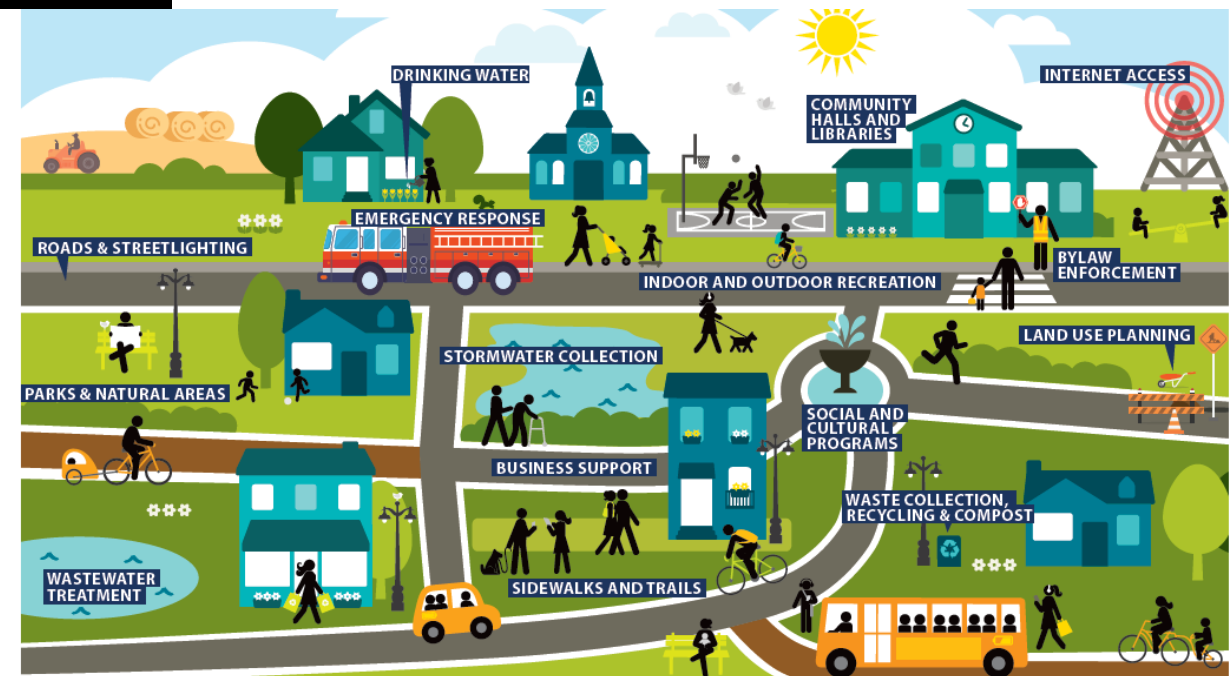 DRINKING WATER
INTERNET ACCESS
COMMUNITY
HALLS AND
LIBRARIES
EMERGENCY RESPONSE
ROADS & STREETLIGHTING
BYLAW
ENFORCEMENT
INDOOR AND OUTDOOR RECREATION
LAND USE PLANNING
STORMWATER COLLECTION
PARKS & NATURAL AREAS
SOCIAL AND
CULTURAL
PROGRAMS
BUSINESS SUPPORT
WASTE COLLECTION,
RECYCLING & COMPOST
WASTEWATER
TREATMENT
SIDEWALKS AND TRAILS